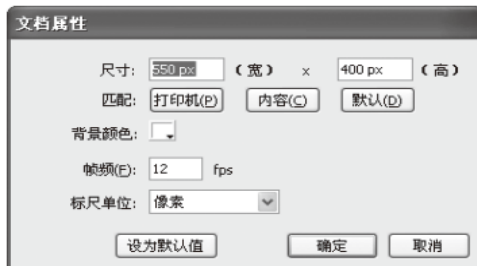 文档属性
尺寸: 550 px (宽) × 400 px (高)
匹配: 打印机(P) 内容(C) 默认(D)
背景颜色:
帧频(F): 12 fps
标尺单位: 像素
设为默认值 确定 取消